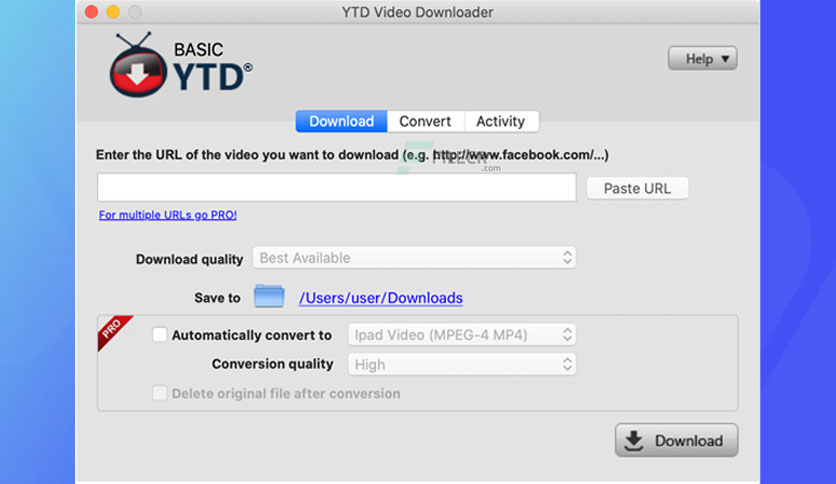 YTD Video Downloader
BASIC
YTD®
Help
Download Convert Activity
Enter the URL of the video you want to download (e.g. http://www.facebook.com/...)
FILECR
.com
Paste URL
For multiple URLs go PRO!
Download quality Best Available
Save to /Users/user/Downloads
PRO
Automatically convert to Ipad Video (MPEG-4 MP4)
Conversion quality High
Delete original file after conversion
Download